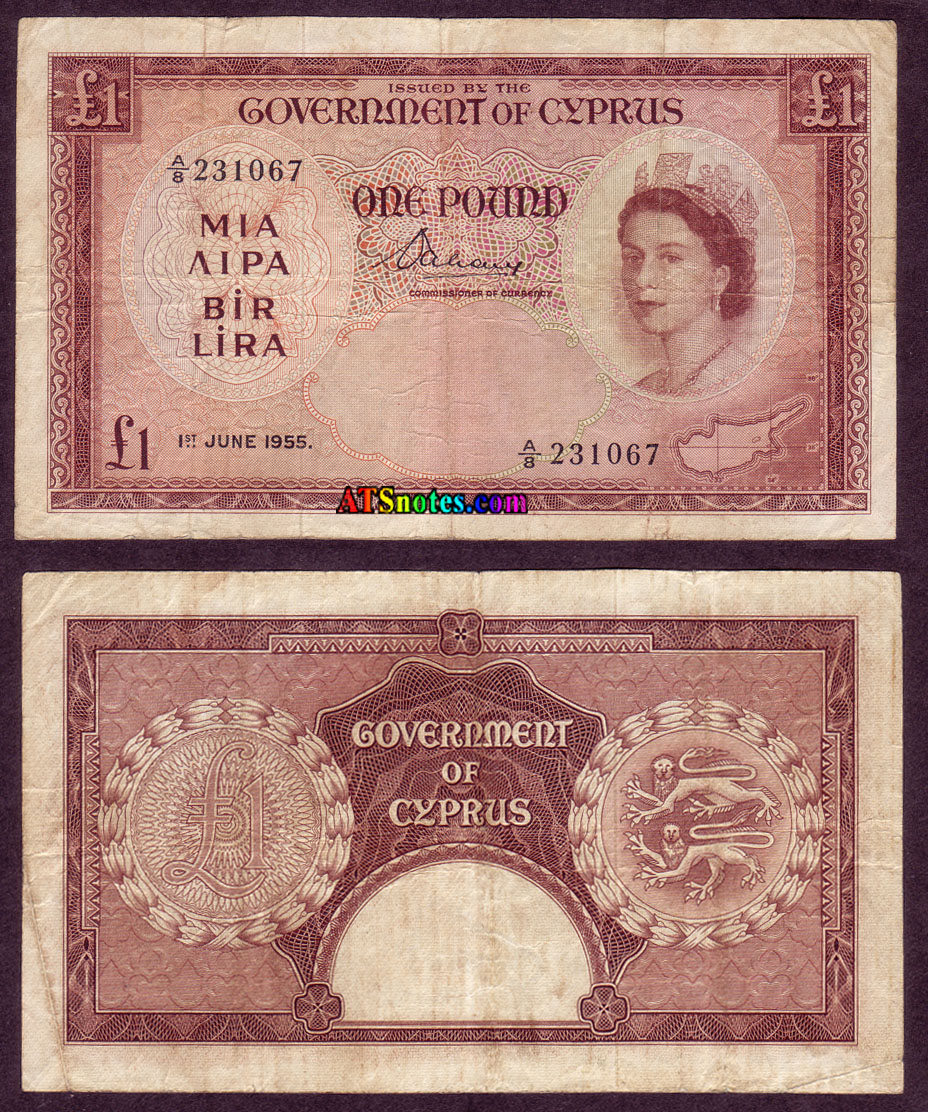 £1
ISSUED BY THE
£1
GOVERNMENT OF CYPRUS
A/8 231067
ONE POUND
ΜΙΑ
ΛΙΡΑ
BİR
LİRA
COMMISSIONER OF CURRENCY
£1
1ST JUNE 1955.
A/8 231067
ATSnotes.com
GOVERNMENT
OF
CYPRUS
£1